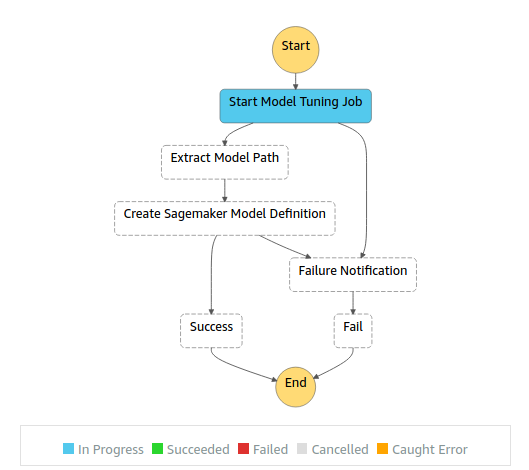 Start
Start Model Tuning Job
Extract Model Path
Create Sagemaker Model Definition
Failure Notification
Success
Fail
End
In Progress Succeeded Failed Cancelled Caught Error